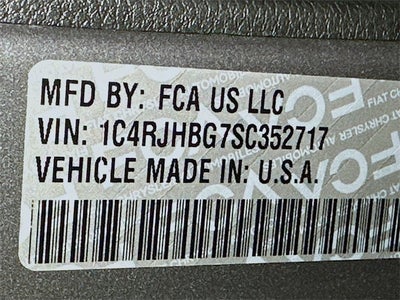 MFD BY: FCA US LLC
VIN: 1C4RJHBG7SC352717
VEHICLE MADE IN: U.S.A.